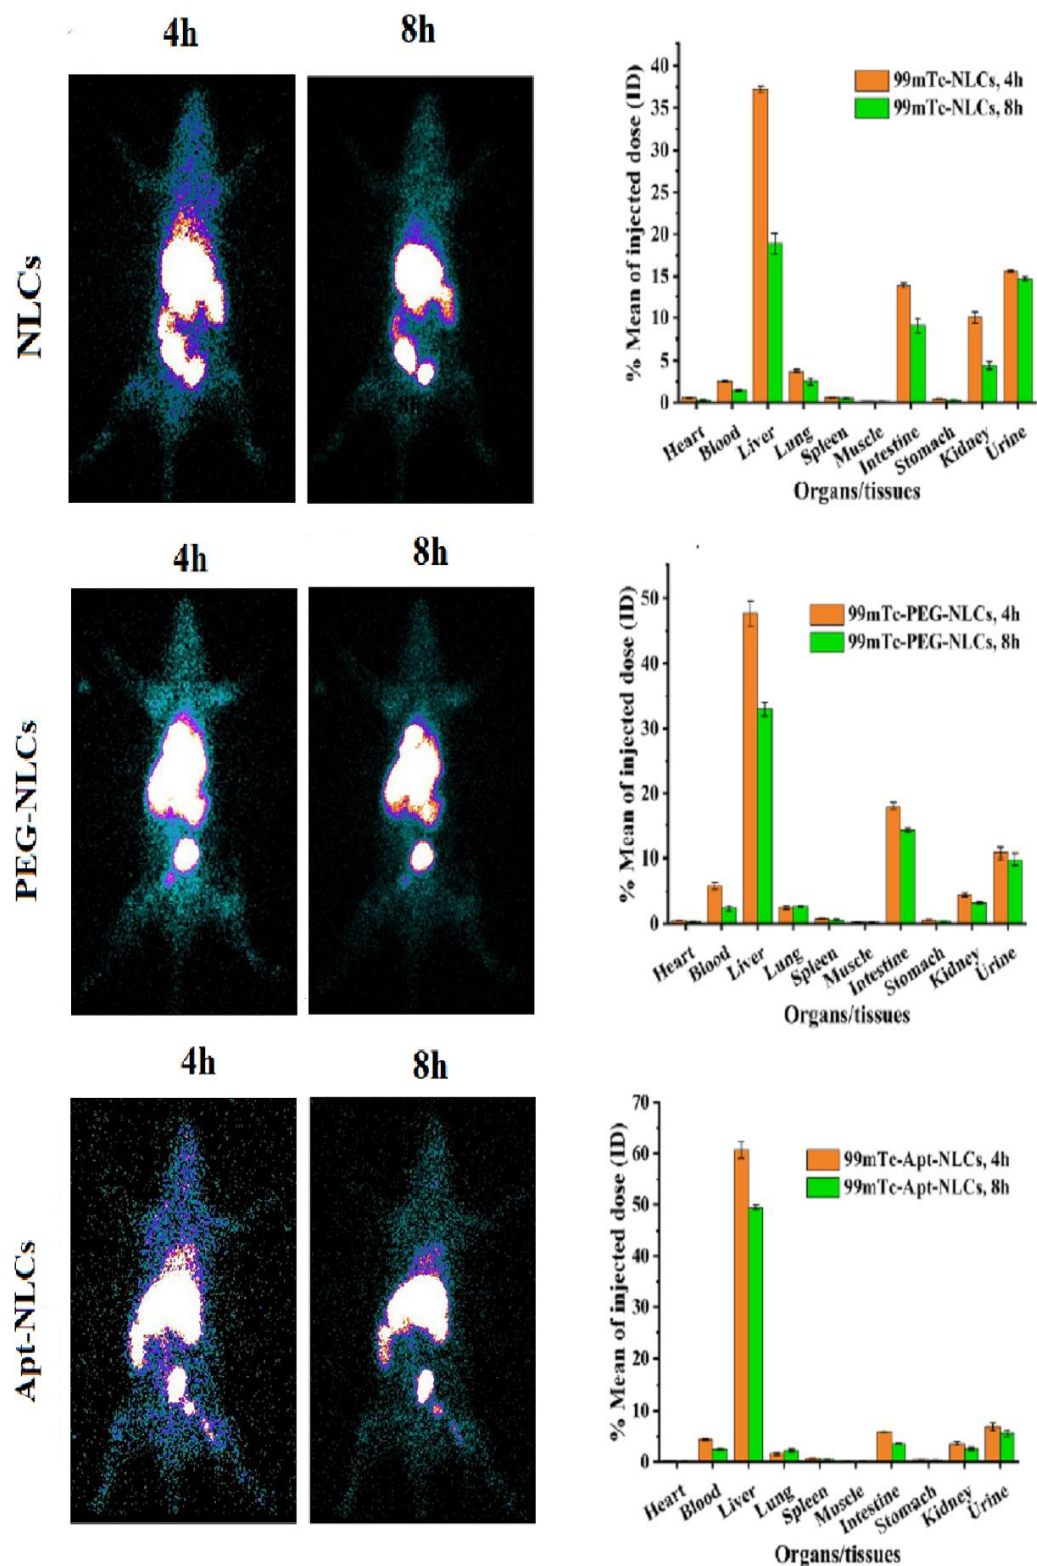 4h
8h
NLCs
8h
40
35
30
25
20
15
10
5
0
% Mean of injected dose (ID)
99mTc-NLCs, 4h
99mTc-NLCs, 8h
Heart
Blood
Liver
Lung
Spleen
Muscle
Intestine
Stomach
Kidney
Urine
Organs/tissues
4h
8h
PEG-NLCs
50
40
30
20
10
0
% Mean of injected dose (ID)
99mTc-PEG-NLCs, 4h
99mTc-PEG-NLCs, 8h
Heart
Blood
Liver
Lung
Spleen
Muscle
Intestine
Stomach
Kidney
Urine
Organs/tissues
4h
8h
Apt-NLCs
70
60
50
40
30
20
10
0
% Mean of injected dose (ID)
99mTc-Apt-NLCs, 4h
99mTc-Apt-NLCs, 8h
Heart
Blood
Liver
Lung
Spleen
Muscle
Intestine
Stomach
Kidney
Urine
Organs/tissues